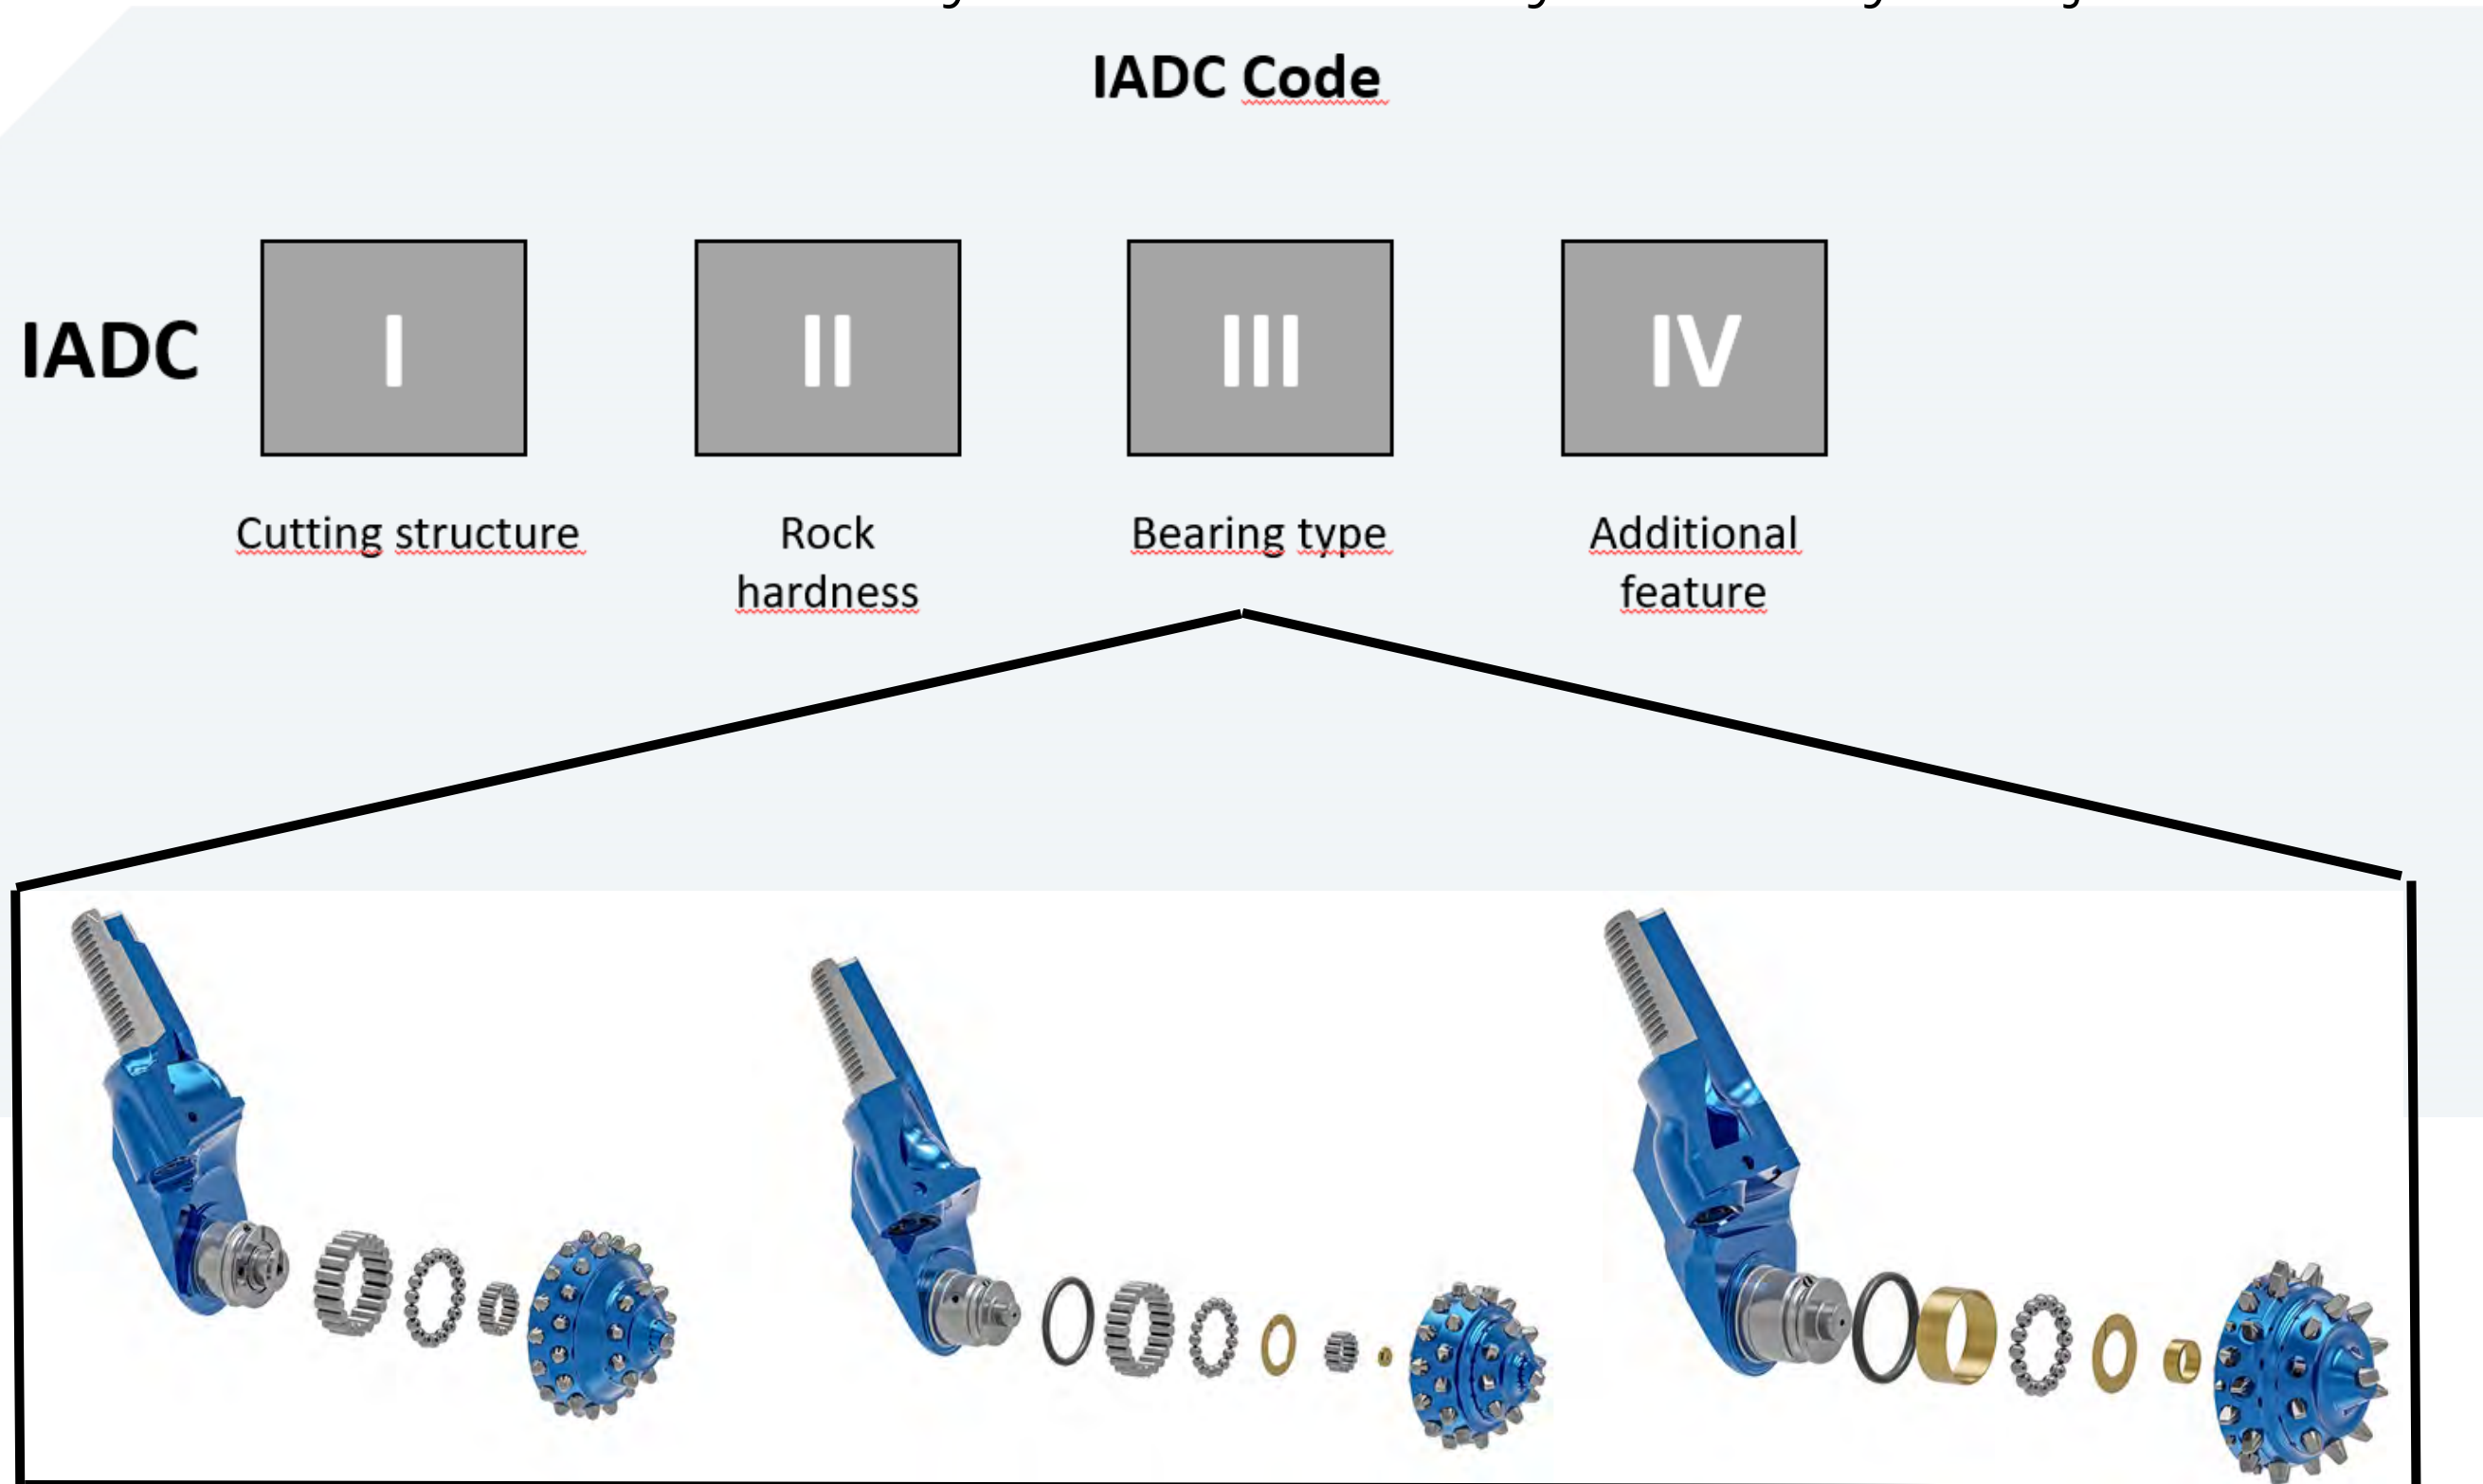 IADC Code
IADC
I
II
III
IV
Cutting structure
Rock
hardness
Bearing type
Additional
feature